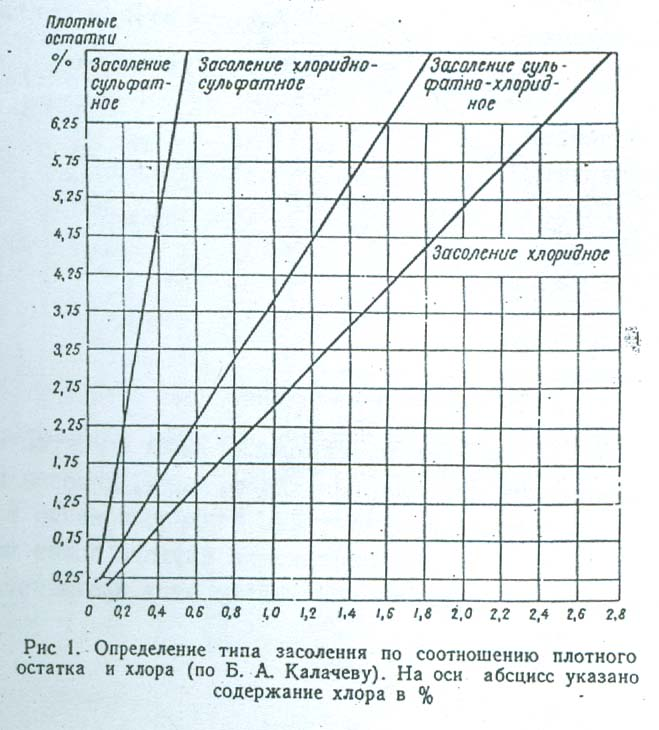 Плотные
остатки
%
Засоление
сульфат-
ное
Засоление хлоридно-
сульфатное
Засоление суль-
фатно-хлорид-
ное
6,25
5,75
5,25
4,75
Засоление хлоридное
4,25
3,75
3,25
2,75
2,25
1,75
1,25
0,75
0,25
0 0,2 0,4 0,6 0,8 1,0 1,2 1,4 1,6 1,8 2,0 2,2 2,4 2,6 2,8
Рис 1. Определение типа засоления по соотношению плотного
остатка и хлора (по Б. А. Калачеву). На оси абсцисс указано
содержание хлора в %